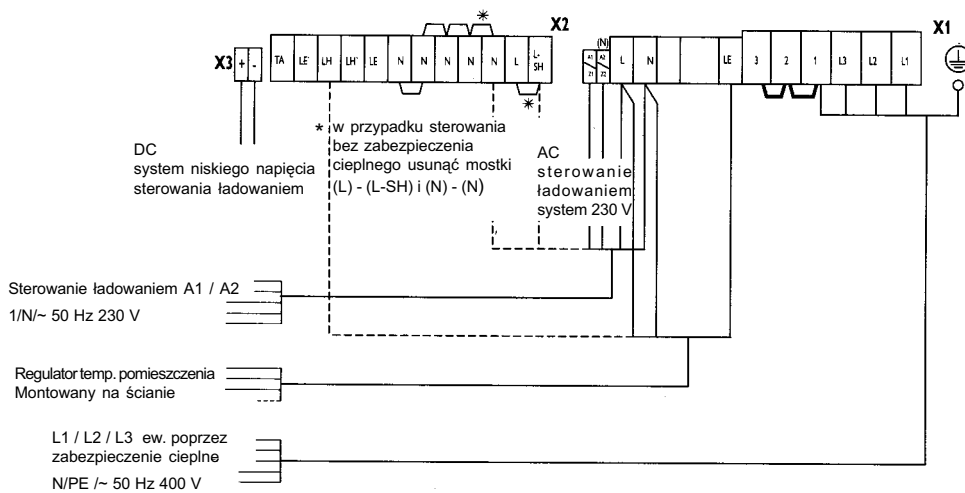 *
X2
(N)
X1
X3
+ -
TA LE' LH LH' LE N N N N N L L-SH
A1 A2
Z1 Z2
L N LE 3 2 1 L3 L2 L1
*
DC
system niskiego napięcia
sterowania ładowaniem
* w przypadku sterowania
bez zabezpieczenia
cieplnego usunąć mostki
(L) - (L-SH) i (N) - (N)
AC
sterowanie
ładowaniem
system 230 V
Sterowanie ładowaniem A1 / A2
1/N/~ 50 Hz 230 V
Regulator temp. pomieszczenia
Montowany na ścianie
L1 / L2 / L3 ew. poprzez
zabezpieczenie cieplne
N/PE /~ 50 Hz 400 V